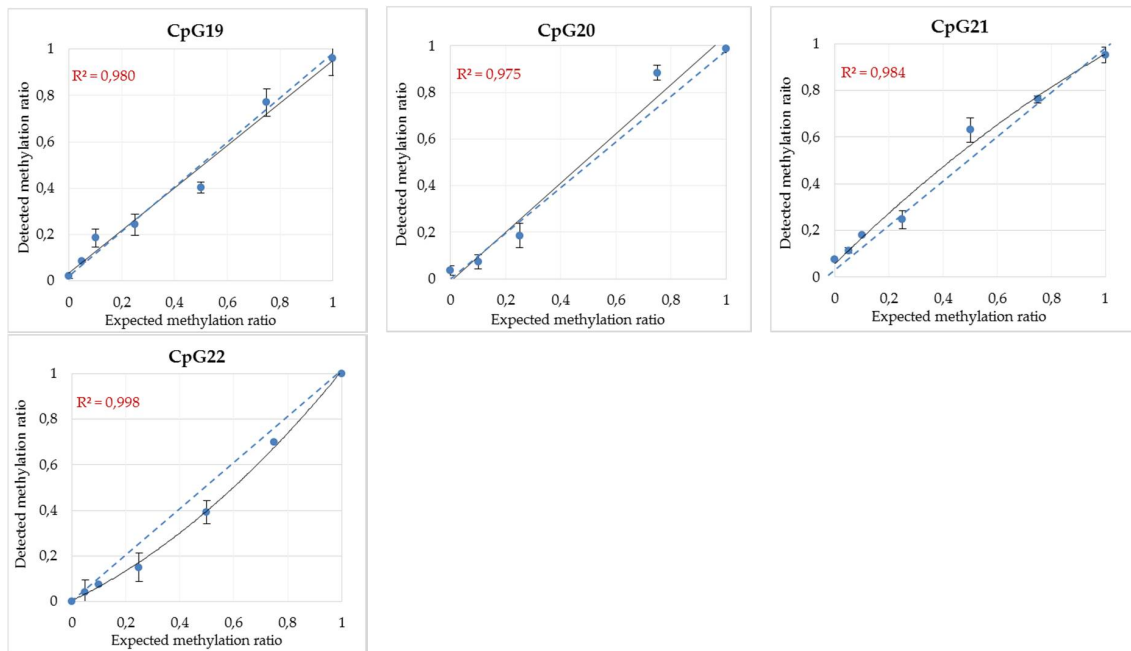 CpG19
R² = 0,980
Detected methylation ratio
1
0,8
0,6
0,4
0,2
0
0 0,2 0,4 0,6 0,8 1
Expected methylation ratio
CpG20
R² = 0,975
Detected methylation ratio
1
0,8
0,6
0,4
0,2
0
0 0,2 0,4 0,6 0,8 1
Expected methylation ratio
CpG21
R² = 0,984
Detected methylation raito
1
0,8
0,6
0,4
0,2
0
0 0,2 0,4 0,6 0,8 1
Expected methylation ratio
CpG22
R² = 0,998
Detected methylation ratio
1
0,8
0,6
0,4
0,2
0
0 0,2 0,4 0,6 0,8 1
Expected methylation ratio